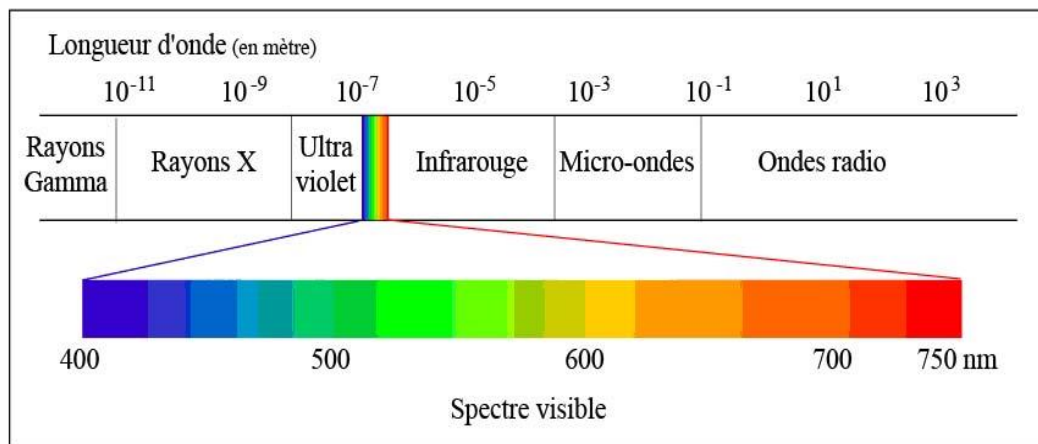 Longueur d'onde (en mètre)
10⁻¹¹ 10⁻⁹ 10⁻⁷ 10⁻⁵ 10⁻³ 10⁻¹ 10¹ 10³
Rayons Gamma Rayons X Ultra violet Infrarouge Micro-ondes Ondes radio
400 500 600 700 750 nm
Spectre visible